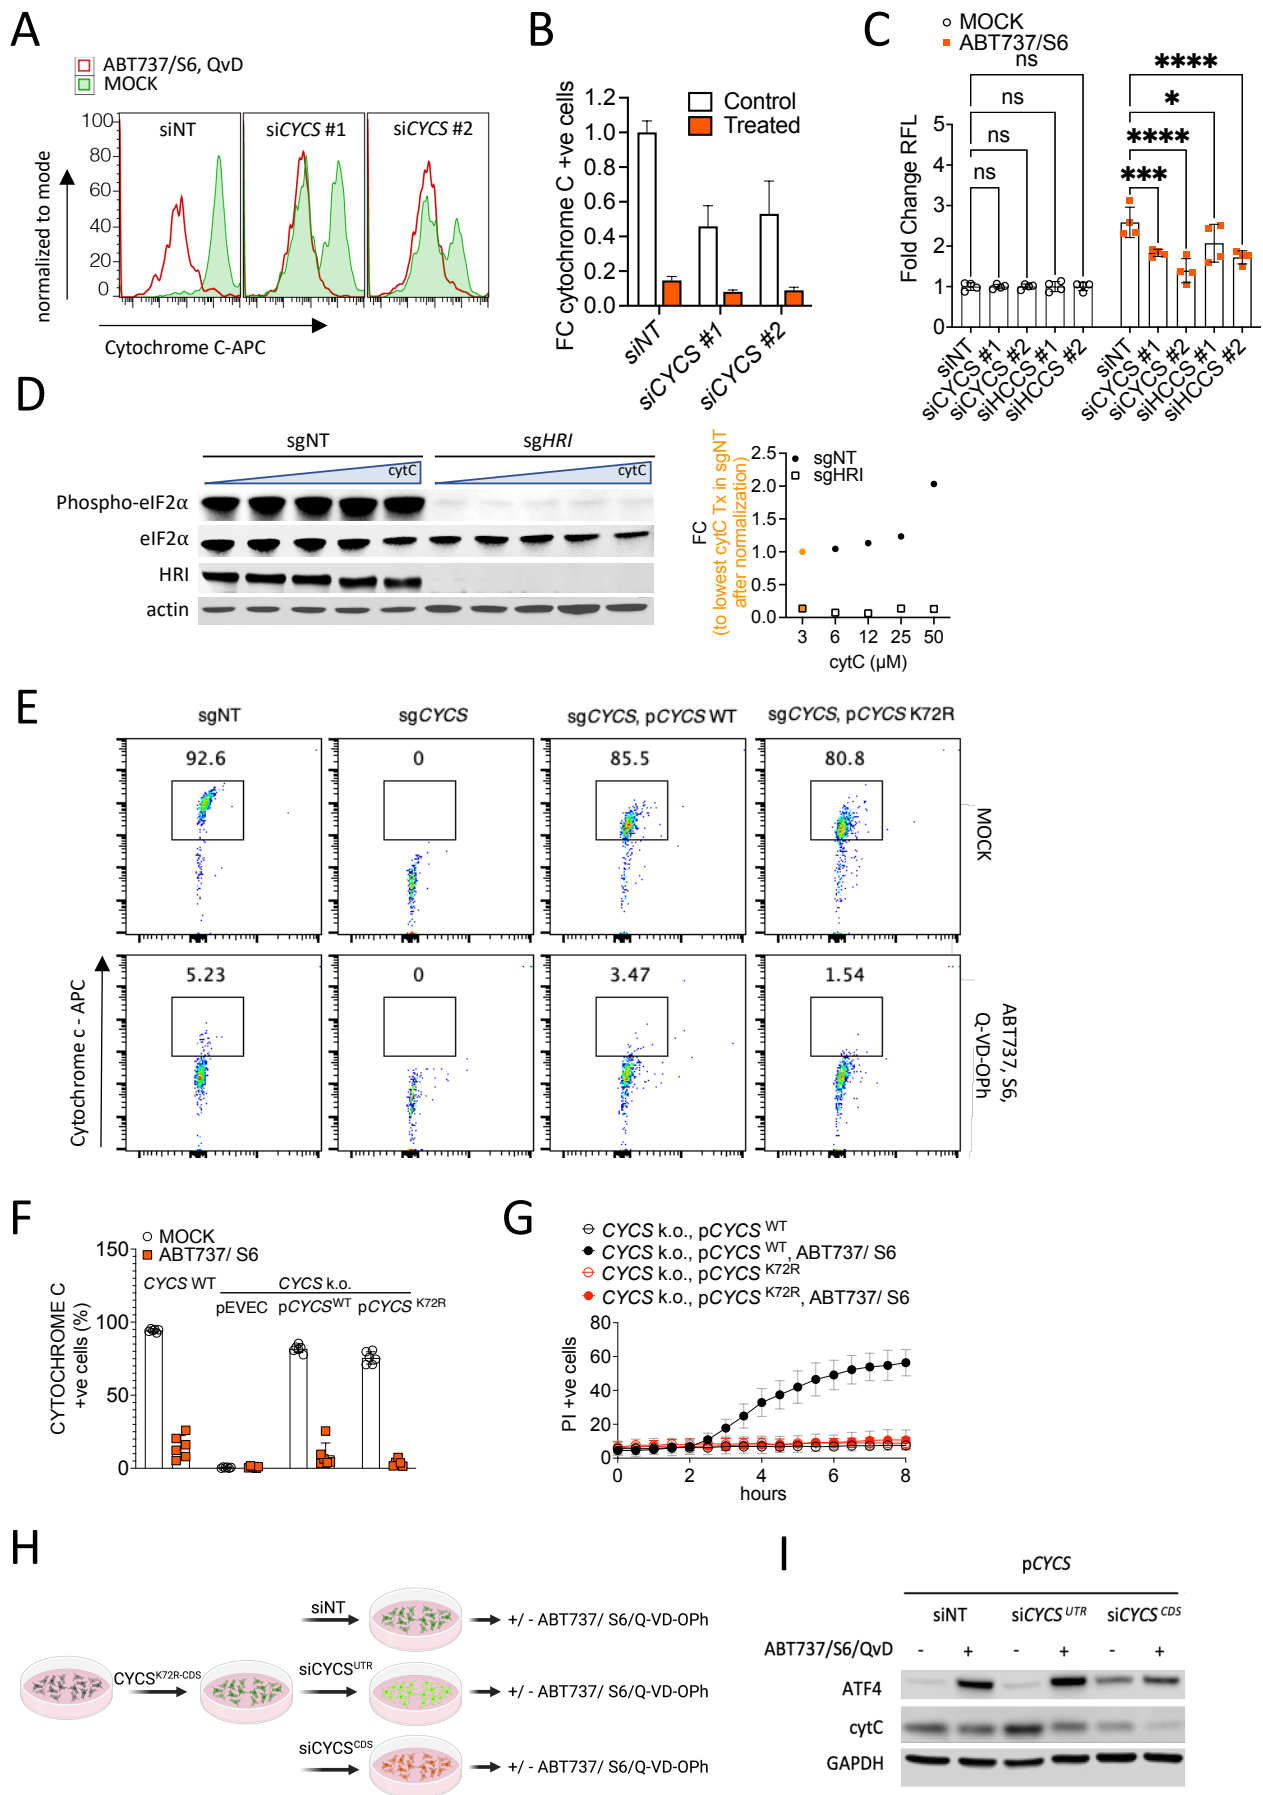 A
ABT737/S6, QvD
MOCK
siNT
siCYCS #1
siCYCS #2
100
80
60
40
20
0
normalized to mode
Cytochrome C-APC
B
Control
Treated
1.2
1.0
0.8
0.6
0.4
0.2
0.0
FC cytochrome C +ve cells
siNT
siCYCS #1
siCYCS #2
C
MOCK
ABT737/S6
ns
ns
ns
ns
****
*
****
***
5
4
3
2
1
0
Fold Change RFL
siNT
siCYCS #1
siCYCS #2
siHCCS #1
siHCCS #2
siNT
siCYCS #1
siCYCS #2
siHCCS #1
siHCCS #2
D
sgNT
sgHRI
cytC
cytC
Phospho-eIF2α
eIF2α
HRI
actin
FC
(to lowest cytC Tx in sgNT
after normalization)
2.5
2.0
1.5
1.0
0.5
0.0
sgNT
sgHRI
3 6 12 25 50
cytC (µM)
E
sgNT
sgCYCS
sgCYCS, pCYCS WT
sgCYCS, pCYCS K72R
92.6
0
85.5
80.8
MOCK
5.23
0
3.47
1.54
ABT737, S6,
Q-VD-OPh
Cytochrome c - APC
F
MOCK
ABT737/ S6
150
100
50
0
CYTOCHROME C
+ve cells (%)
CYCS WT
CYCS k.o.
pEVEC
pCYCS WT
pCYCS K72R
G
CYCS k.o., pCYCS WT
CYCS k.o., pCYCS WT, ABT737/ S6
CYCS k.o., pCYCS K72R
CYCS k.o., pCYCS K72R, ABT737/ S6
80
60
40
20
0
PI +ve cells
0 2 4 6 8
hours
H
siNT
+/ - ABT737/ S6/Q-VD-OPh
CYCS K72R-CDS
siCYCS UTR
+/ - ABT737/ S6/Q-VD-OPh
siCYCS CDS
+/ - ABT737/ S6/Q-VD-OPh
I
pCYCS
siNT
siCYCS UTR
siCYCS CDS
ABT737/S6/QvD - + - + - +
ATF4
cytC
GAPDH